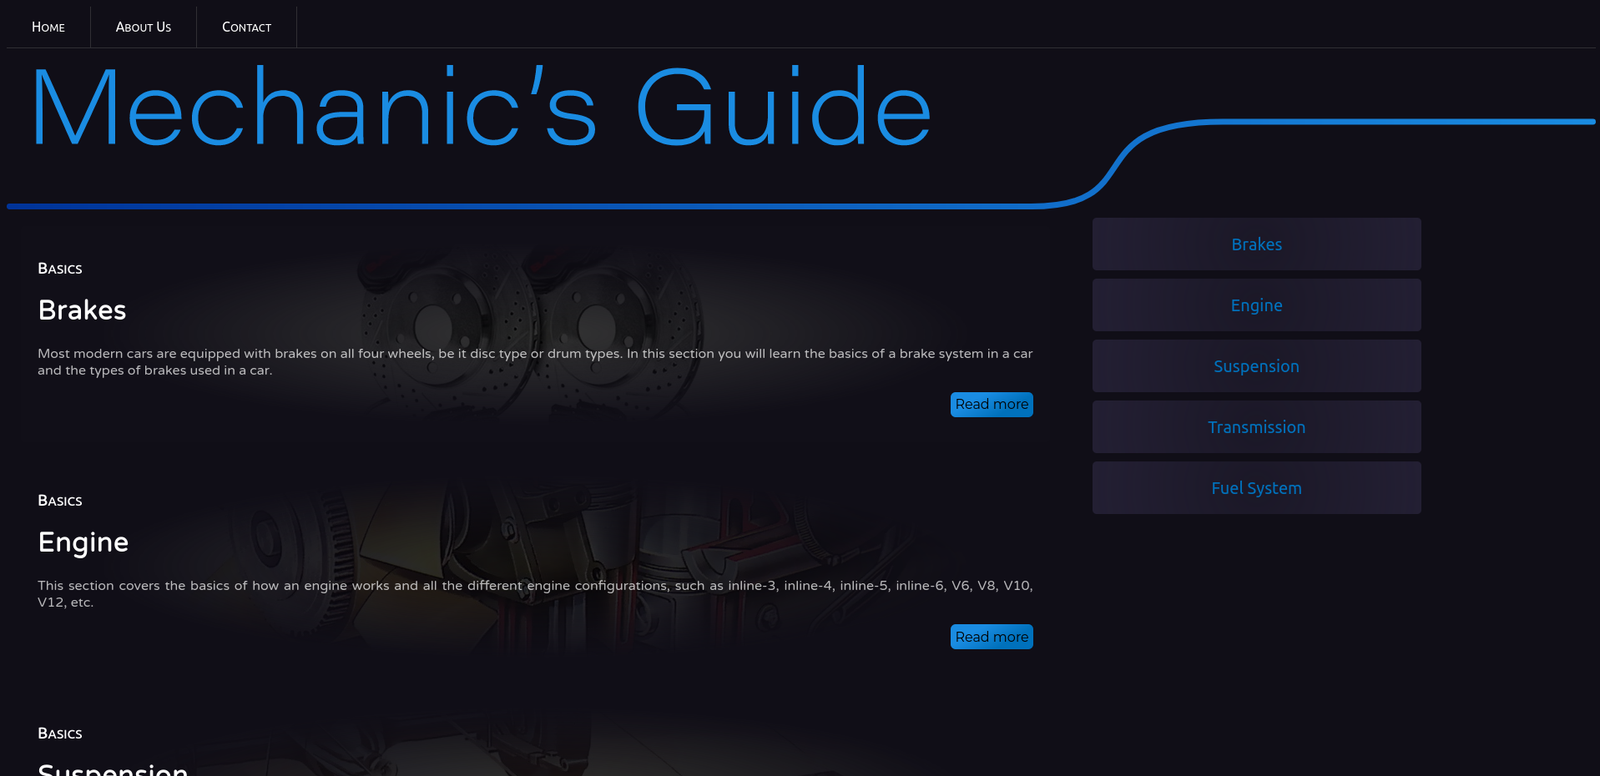 Home
About Us
Contact
Mechanic's Guide
Basics
Brakes
Most modern cars are equipped with brakes on all four wheels, be it disc type or drum types. In this section you will learn the basics of a brake system in a car
and the types of brakes used in a car.
Read more
Basics
Engine
This section covers the basics of how an engine works and all the different engine configurations, such as inline-3, inline-4, inline-5, inline-6, V6, V8, V10,
V12, etc.
Read more
Basics
Suspension
Brakes
Engine
Suspension
Transmission
Fuel System